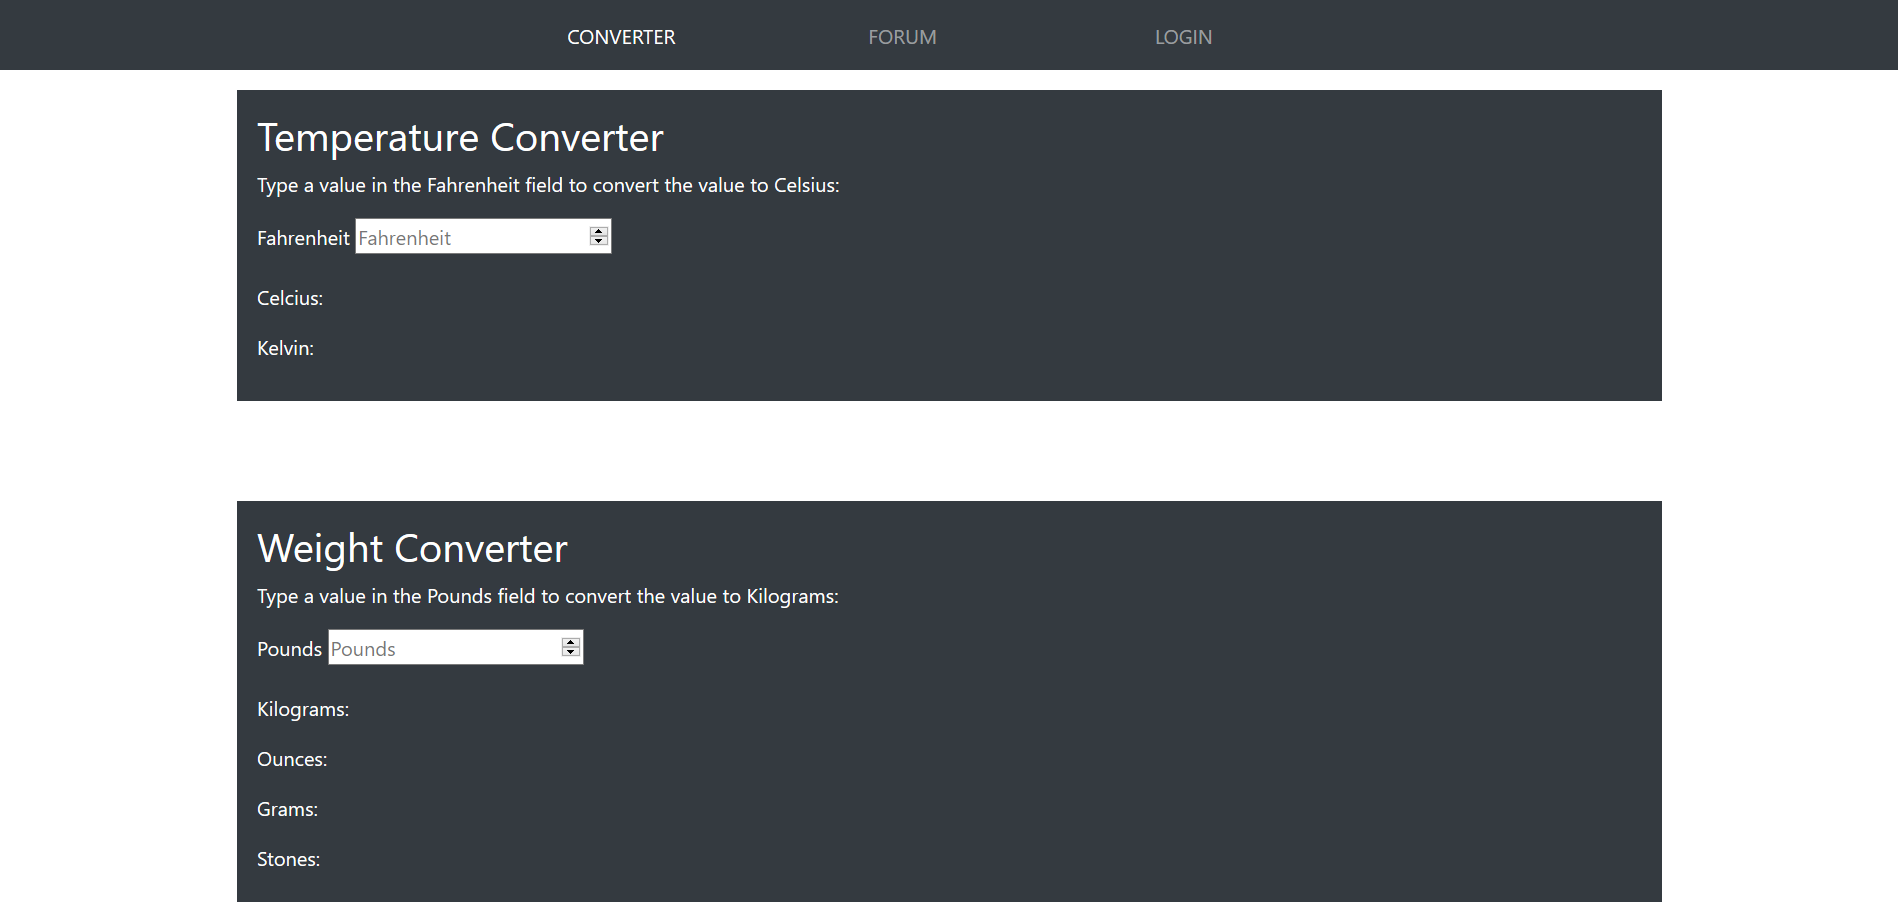 CONVERTER FORUM LOGIN
Temperature Converter
Type a value in the Fahrenheit field to convert the value to Celsius:
Fahrenheit Fahrenheit
Celcius:
Kelvin:
Weight Converter
Type a value in the Pounds field to convert the value to Kilograms:
Pounds Pounds
Kilograms:
Ounces:
Grams:
Stones: